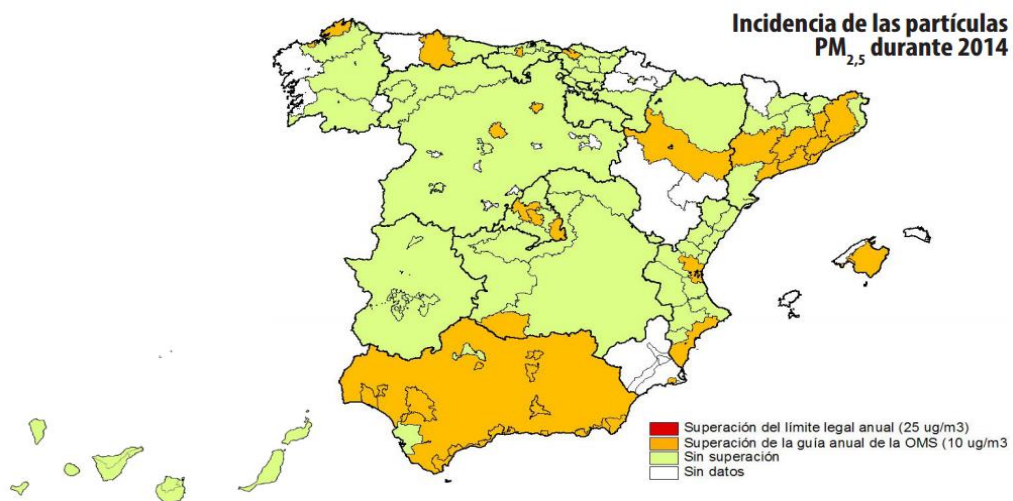 Incidencia de las partículas
PM2,5 durante 2014
Superación del límite legal anual (25 ug/m3)
Superación de la guía anual de la OMS (10 ug/m3
Sin superación
Sin datos